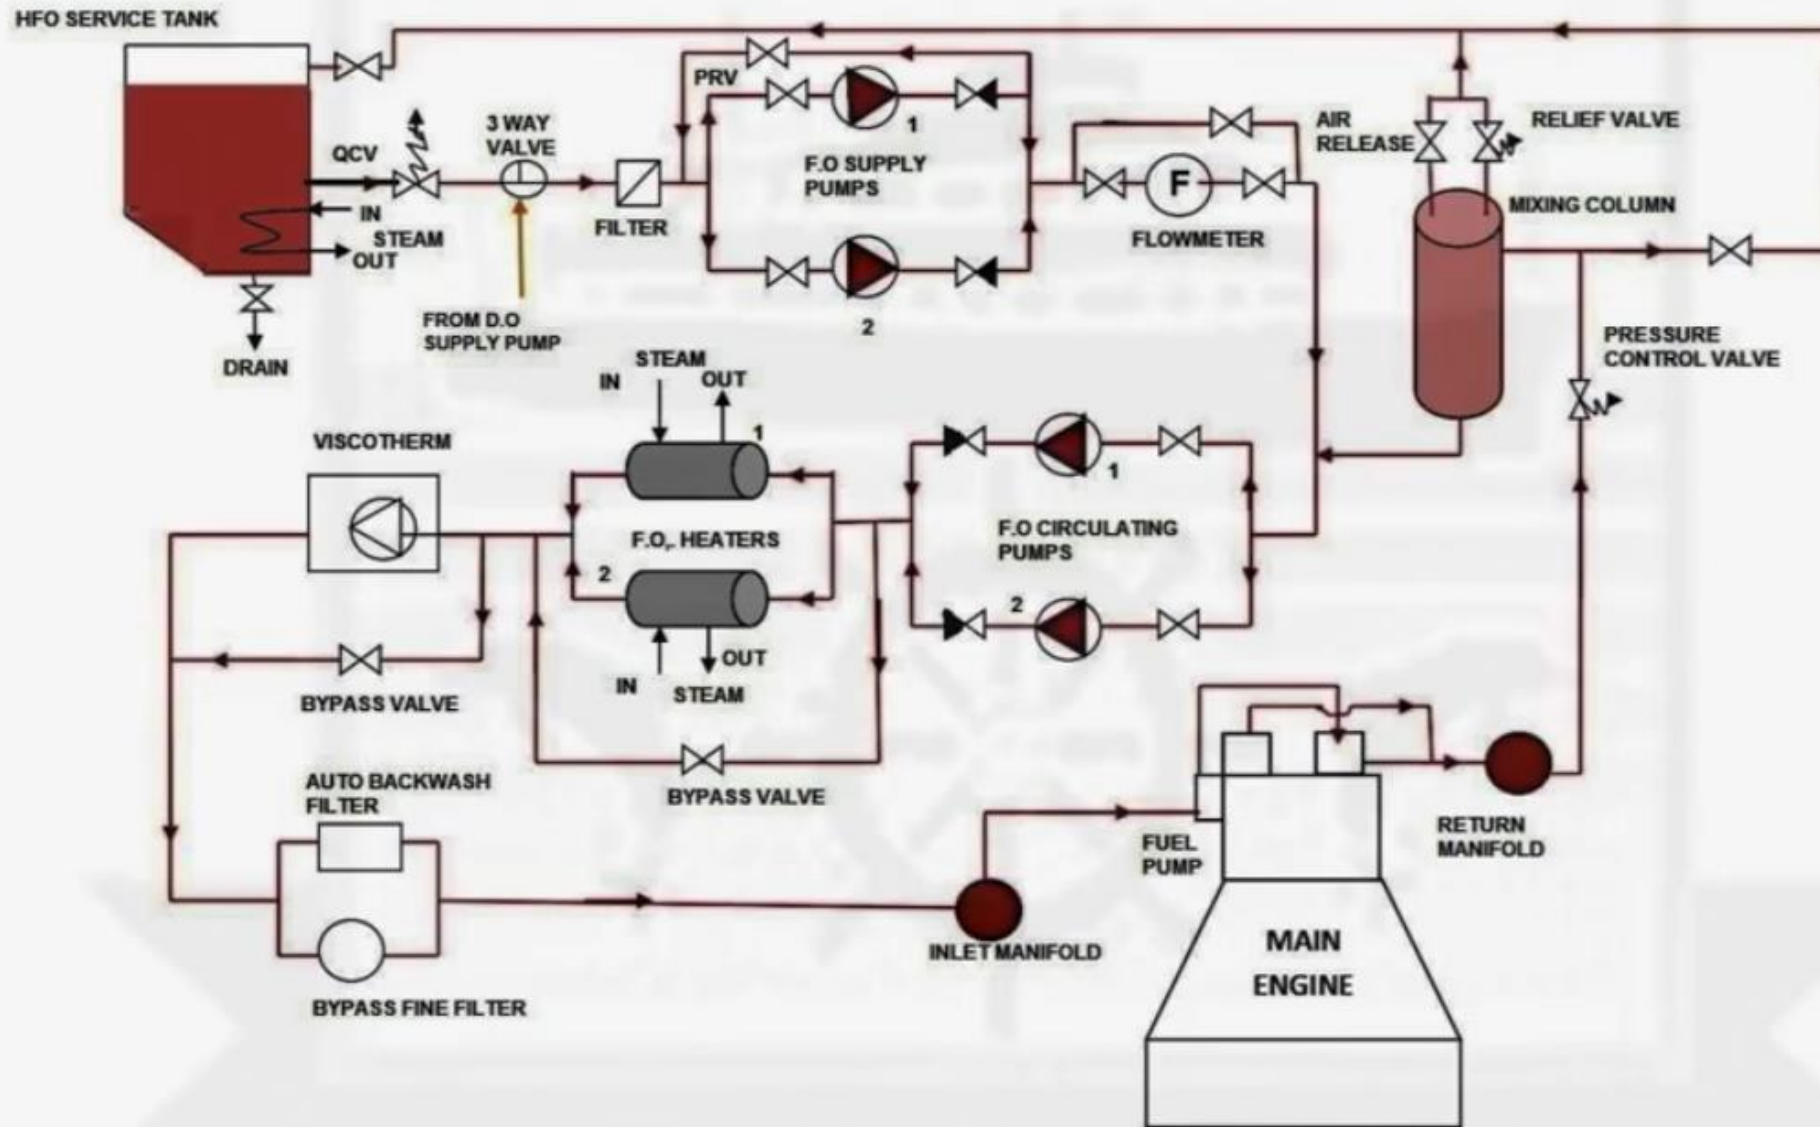 HFO SERVICE TANK
PRV
1
3 WAY
VALVE
AIR
RELEASE
RELIEF VALVE
QCV
F.O SUPPLY
PUMPS
F
MIXING COLUMN
IN
STEAM
OUT
FILTER
FLOWMETER
FROM D.O
SUPPLY PUMP
2
DRAIN
PRESSURE
CONTROL VALVE
STEAM
IN
OUT
1
VISCOTHERM
1
F.O,. HEATERS
F.O CIRCULATING
PUMPS
2
2
OUT
IN
STEAM
BYPASS VALVE
AUTO BACKWASH
FILTER
BYPASS VALVE
FUEL
PUMP
RETURN
MANIFOLD
INLET MANIFOLD
MAIN
ENGINE
BYPASS FINE FILTER